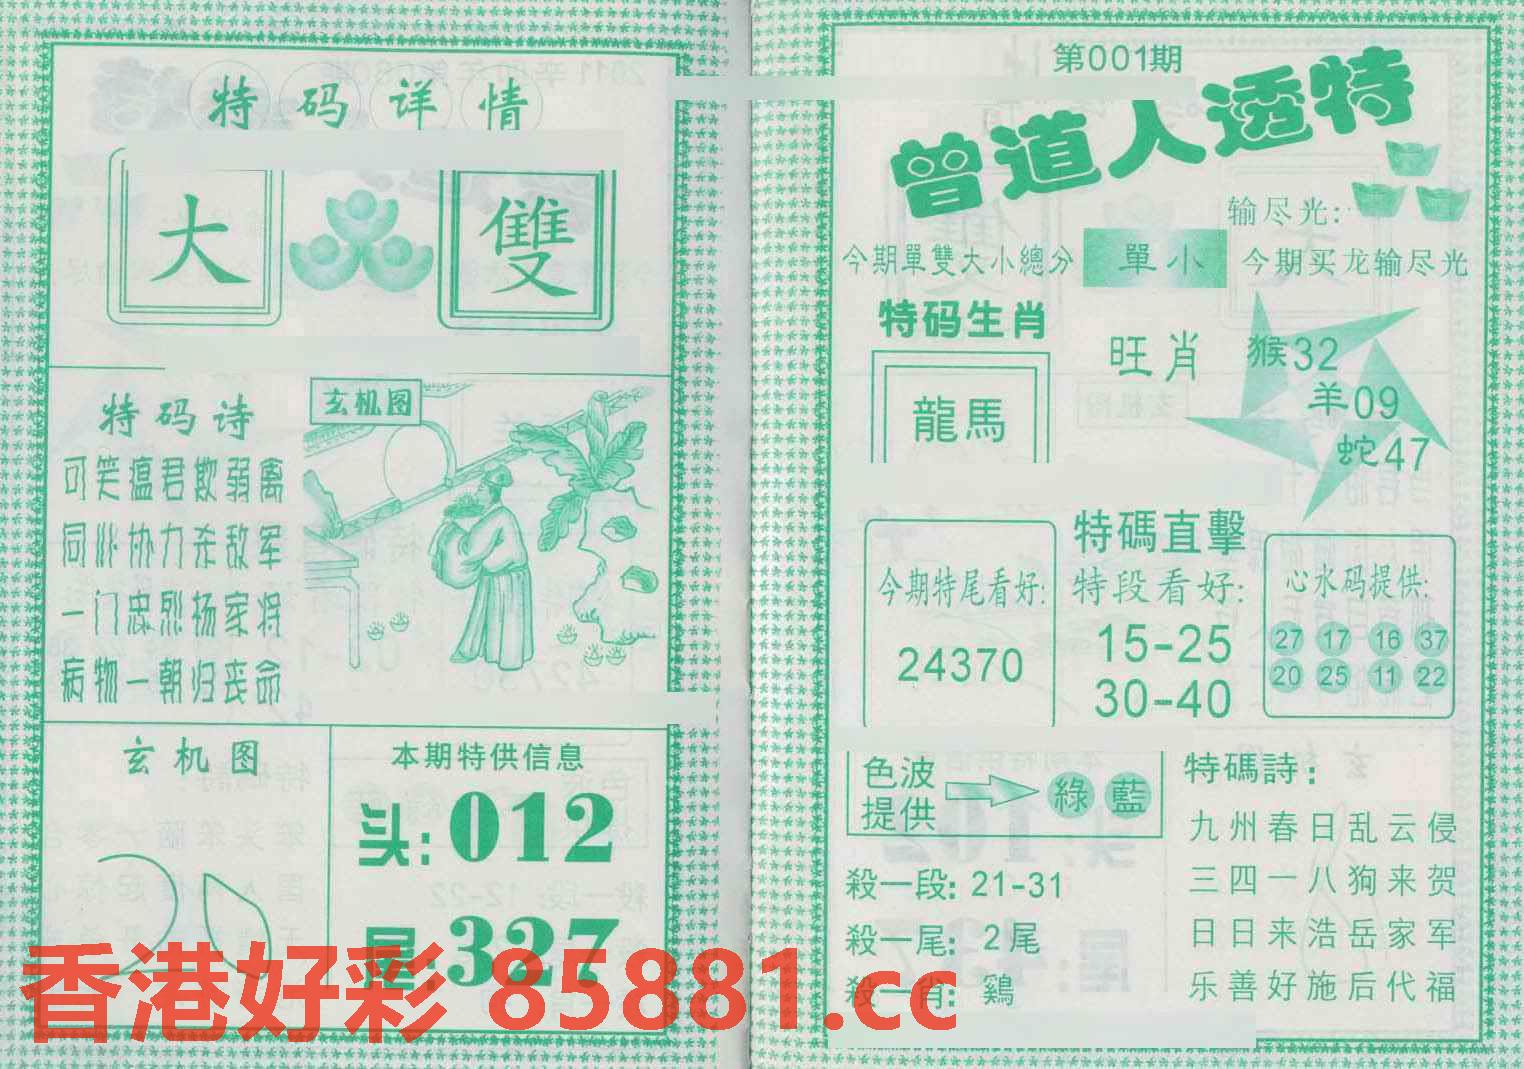 特码详情
大 雙
特码诗
可笑瘟君欺弱离
同心协力杀敌军
一门忠烈杨家将
病物一朝归丧命
玄机图
玄机图
本期特供信息
头:012
尾:327
第001期
曾道人透特
输尽光:
今期單雙大小總分 單小 今期买龙输尽光
特码生肖
龍馬
旺肖
猴32
羊09
蛇47
今期特尾看好:
24370
特碼直擊
特段看好:
15-25
30-40
心水码提供:
27 17 16 37
20 25 11 22
色波提供 綠 藍
殺一段: 21-31
殺一尾: 2尾
殺一肖: 鷄
特碼詩:
九州春日乱云侵
三四一八狗来贺
日日来浩岳家军
乐善好施后代福
香港好彩 85881.cc